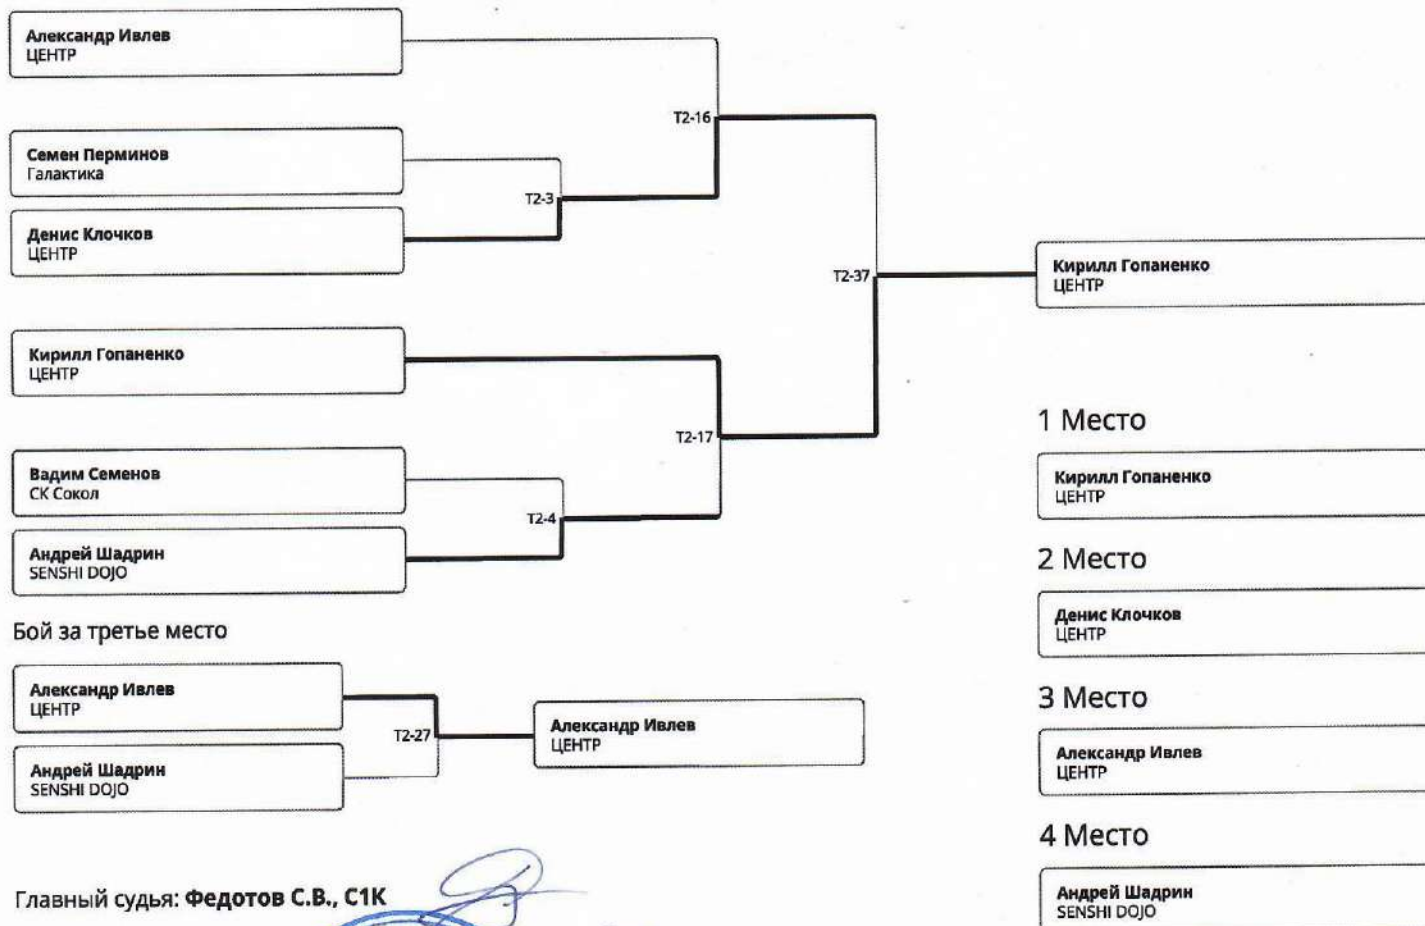 Александр Ивлев
ЦЕНТР
T2-16
Семен Перминов
Галактика
T2-3
Денис Клочков
ЦЕНТР
T2-37
Кирилл Гопаненко
ЦЕНТР
Кирилл Гопаненко
ЦЕНТР
T2-17
Вадим Семенов
СК Сокол
T2-4
Андрей Шадрин
SENSHI DOJO
Бой за третье место
Александр Ивлев
ЦЕНТР
T2-27
Александр Ивлев
ЦЕНТР
Андрей Шадрин
SENSHI DOJO
1 Место
Кирилл Гопаненко
ЦЕНТР
2 Место
Денис Клочков
ЦЕНТР
3 Место
Александр Ивлев
ЦЕНТР
4 Место
Андрей Шадрин
SENSHI DOJO
Главный судья: Федотов С.В., С1К